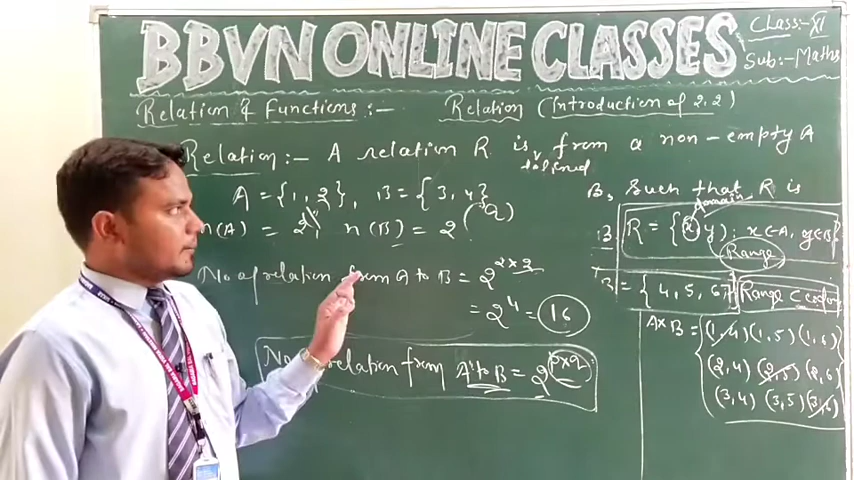 BBVN ONLINE CLASSES
Class:- XI
Sub:- Maths
Relation & Functions :-
Relation (Introduction of 2.2)
Relation :- A relation R is defined from a non-empty A
B, Such that R is
A = {1, 2}, B = {3, 4}
n(A) = 2, n(B) = 2
No of relation from A to B = 2^2×2
= 2^4 = 16
No relation from A to B = 2^p×q
domain
R = {x y) : x∈A, y∈B}
Range
B = { 4, 5, 6
Range ⊂
A×B = {(1,4)(1,5)(1,6)
(2,4) (2,5) (2,6)
(3,4) (3,5) (3,6)